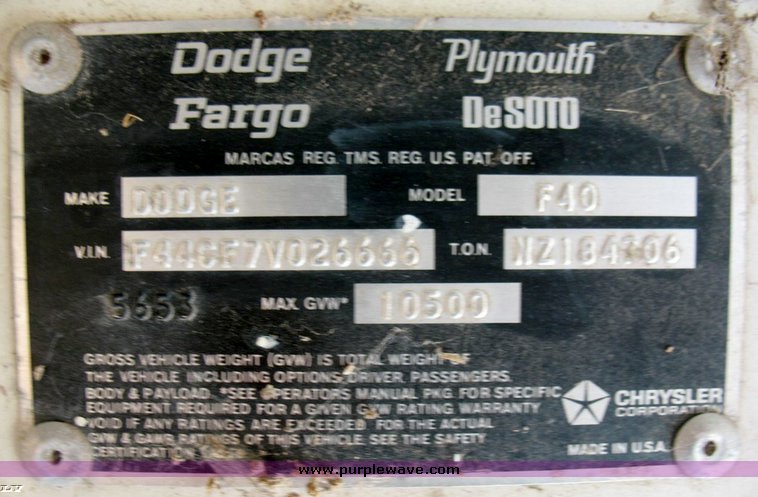 Dodge Plymouth
Fargo DeSOTO
MARCAS REG. TMS. REG. U.S. PAT. OFF.
MAKE DODGE MODEL F40
V.I.N. F44CF7V026666 T.O.N.
5653 MAX. GVW* 10500
GROSS VEHICLE WEIGHT (GVW) IS TOTAL WEIGHT OF
THE VEHICLE INCLUDING OPTIONS, DRIVER, PASSENGERS,
BODY & PAYLOAD. *SEE OPERATORS MANUAL PKG. FOR SPECIFIC
EQUIPMENT REQUIRED FOR A GIVEN GVW RATING. WARRANTY
VOID IF ANY RATINGS ARE EXCEEDED. FOR THE ACTUAL
GVW & GAWR RATINGS OF THIS VEHICLE SEE THE SAFETY
CERTIFICATION LABEL
CHRYSLER
CORPORATION
MADE IN U.S.A.
www.purplewave.com